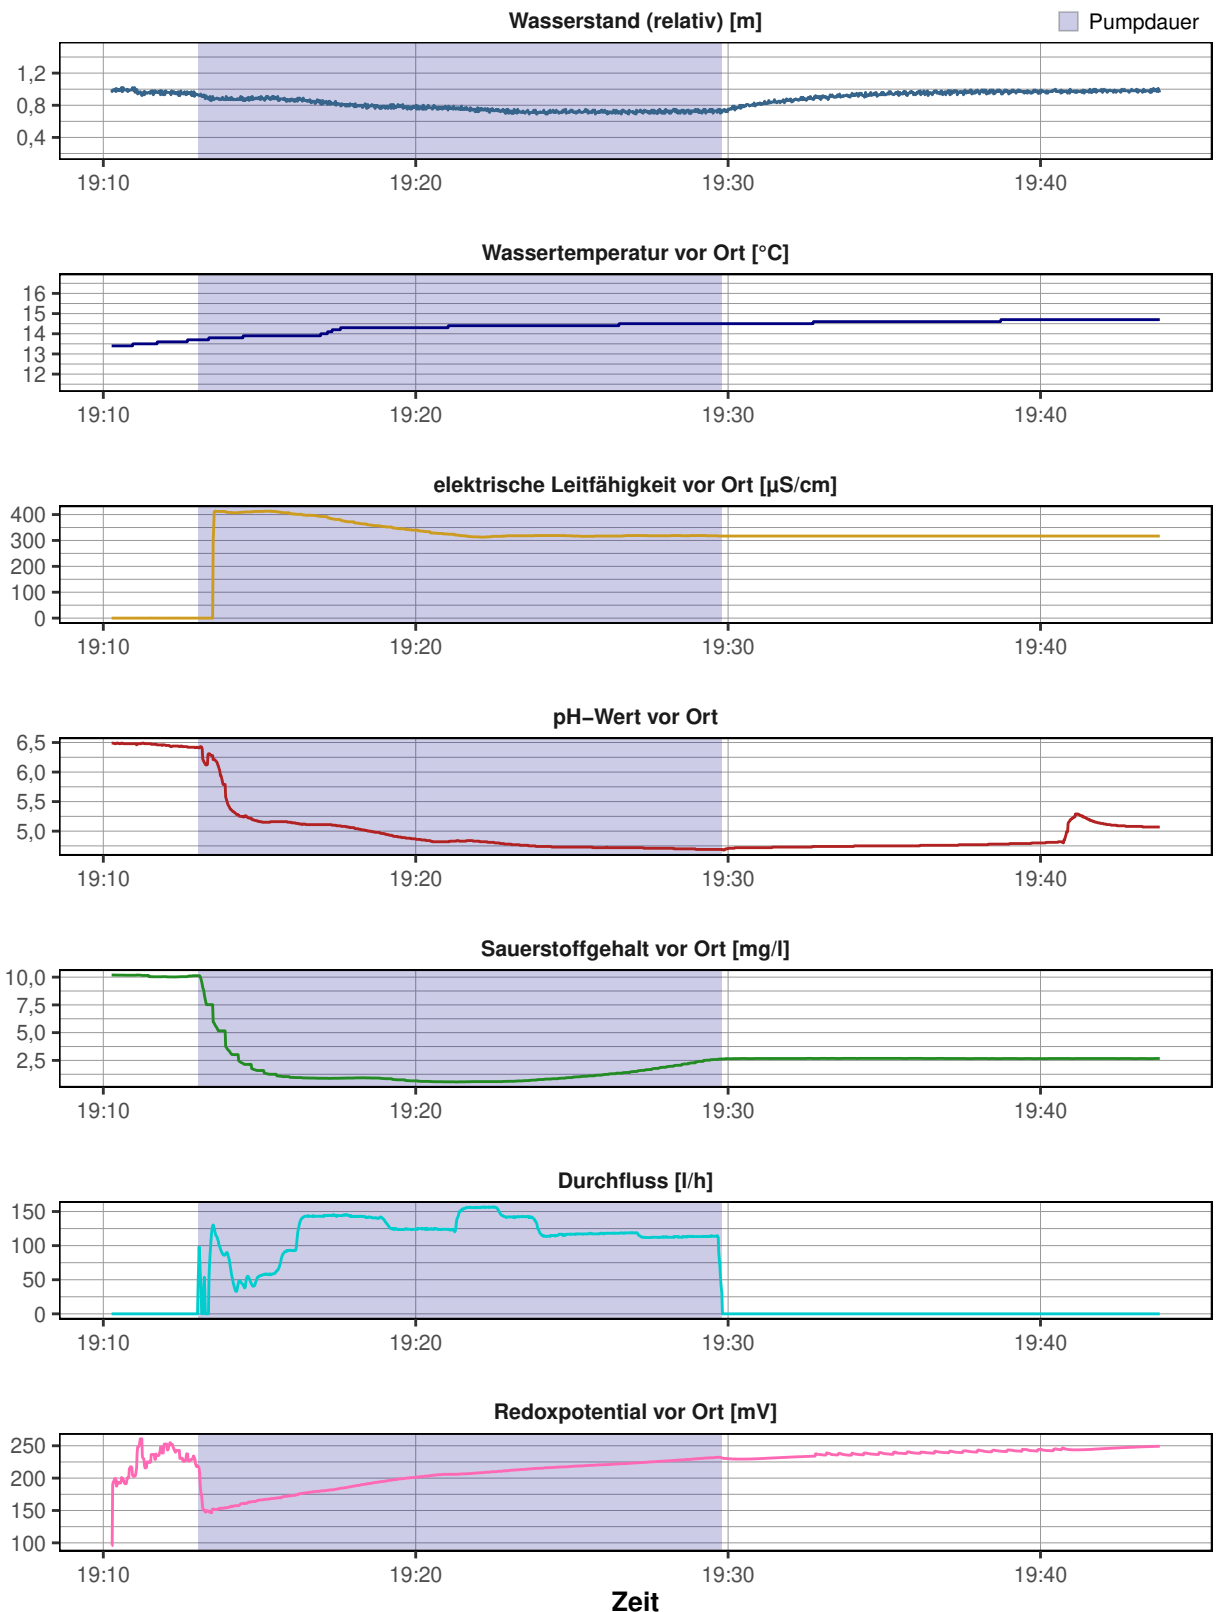 Wasserstand (relativ) [m]
Pumpdauer
1,2
0,8
0,4
19:10 19:20 19:30 19:40
Wassertemperatur vor Ort [°C]
16
15
14
13
12
19:10 19:20 19:30 19:40
elektrische Leitfähigkeit vor Ort [µS/cm]
400
300
200
100
0
19:10 19:20 19:30 19:40
pH−Wert vor Ort
6,5
6,0
5,5
5,0
19:10 19:20 19:30 19:40
Sauerstoffgehalt vor Ort [mg/l]
10,0
7,5
5,0
2,5
19:10 19:20 19:30 19:40
Durchfluss [l/h]
150
100
50
0
19:10 19:20 19:30 19:40
Redoxpotential vor Ort [mV]
250
200
150
100
19:10 19:20 19:30 19:40
Zeit